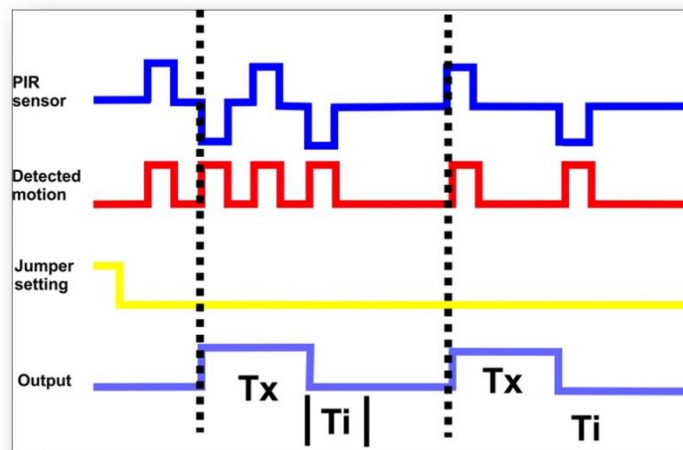 PIR
sensor
Detected
motion
Jumper
setting
Output
Tx
Ti
Tx
Ti